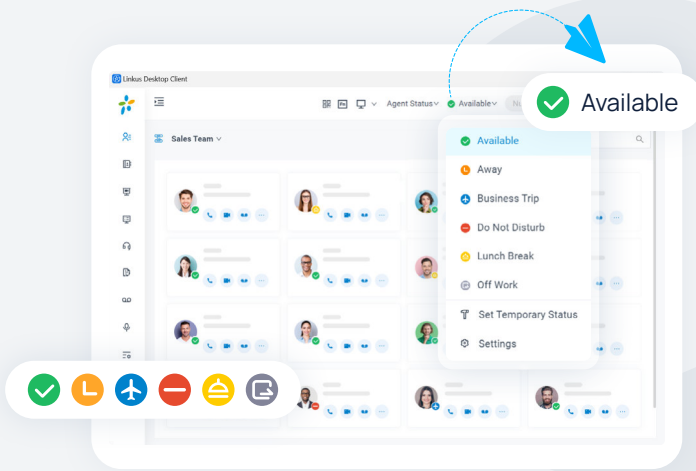 Linkus Desktop Client
Agent Status
Available
Available
Sales Team
Available
Away
Business Trip
Do Not Disturb
Lunch Break
Off Work
Set Temporary Status
Settings